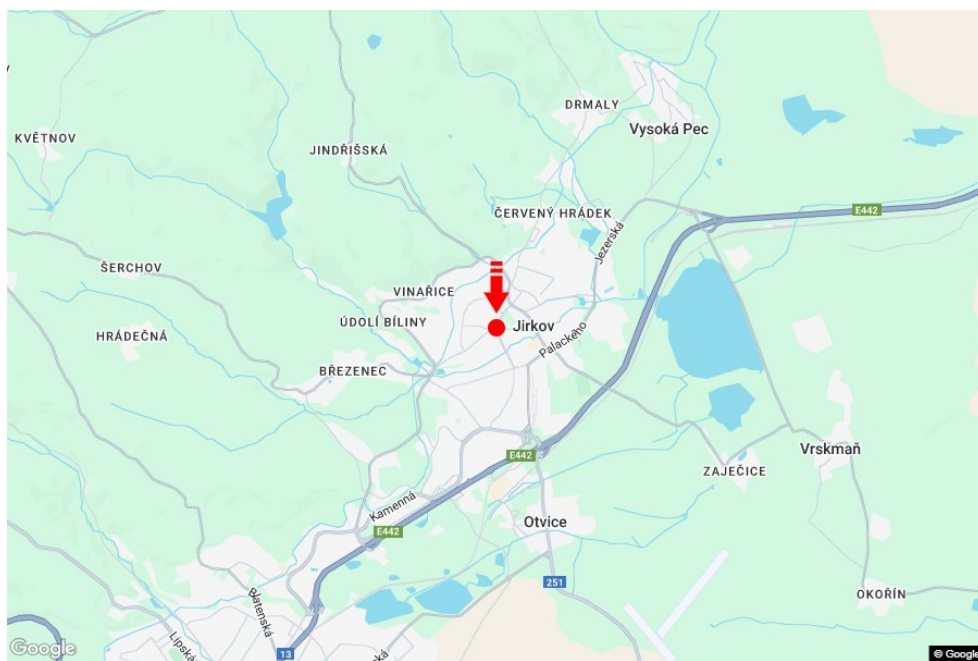 DRMALY
Vysoká Pec
KVĚTNOV
JINDŘIŠSKÁ
E442
ČERVENÝ HRÁDEK
Jezerská
ŠERCHOV
VINAŘICE
ÚDOLÍ BÍLINY
Jirkov
HRÁDEČNÁ
Palackého
BŘEZENEC
Vrskmaň
E442
ZAJEČICE
Kamenná
Otvice
E442
251
OKOŘÍN
Blatenská
Lipská
13
Google
© Google